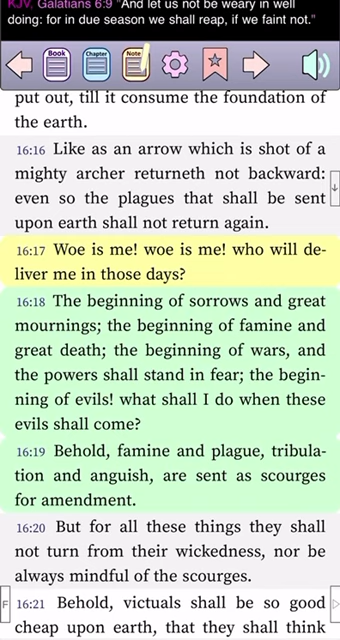 KJV, Galatians 6:9 "And let us not be weary in well
doing: for in due season we shall reap, if we faint not."
Book
Chapter
Note
put out, till it consume the foundation of
the earth.
16:16 Like as an arrow which is shot of a
mighty archer returneth not backward:
even so the plagues that shall be sent
upon earth shall not return again.
16:17 Woe is me! woe is me! who will de-
liver me in those days?
16:18 The beginning of sorrows and great
mournings; the beginning of famine and
great death; the beginning of wars, and
the powers shall stand in fear; the begin-
ning of evils! what shall I do when these
evils shall come?
16:19 Behold, famine and plague, tribula-
tion and anguish, are sent as scourges
for amendment.
16:20 But for all these things they shall
not turn from their wickedness, nor be
always mindful of the scourges.
F
16:21 Behold, victuals shall be so good
cheap upon earth, that they shall think